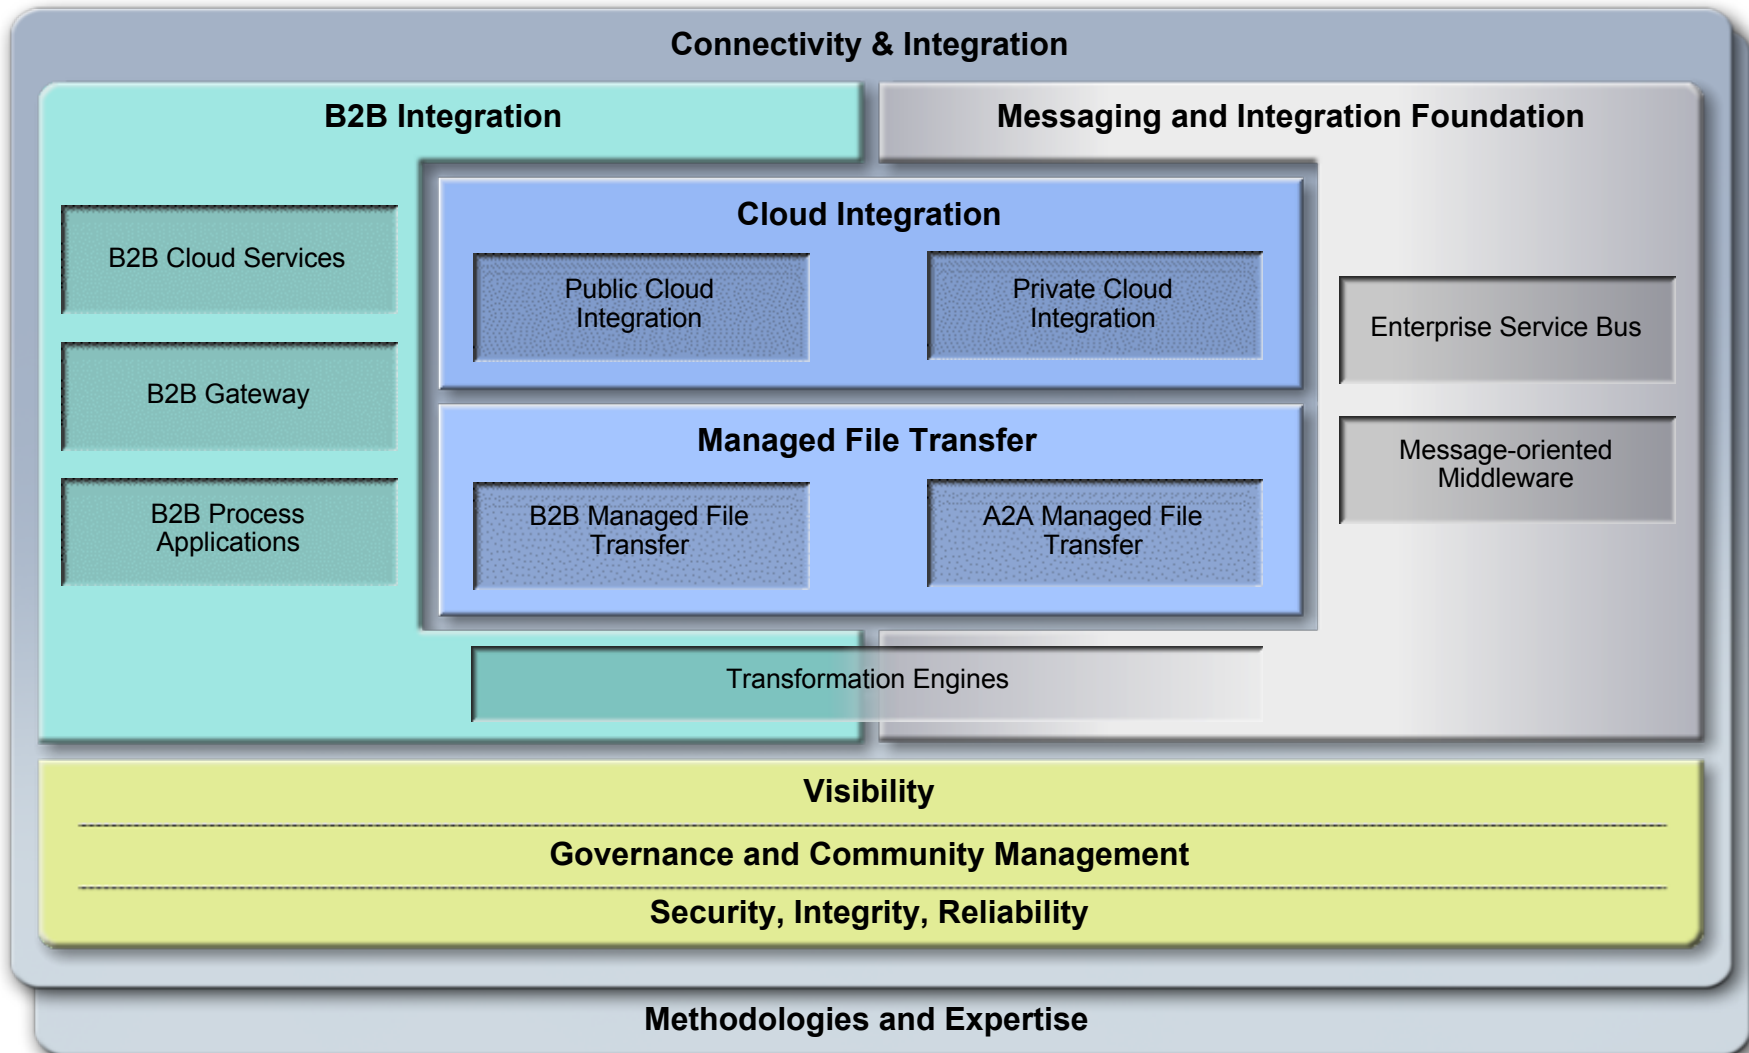 Connectivity & Integration
B2B Integration
Messaging and Integration Foundation
B2B Cloud Services
B2B Gateway
B2B Process
Applications
Cloud Integration
Public Cloud
Integration
Private Cloud
Integration
Managed File Transfer
B2B Managed File
Transfer
A2A Managed File
Transfer
Enterprise Service Bus
Message-oriented
Middleware
Transformation Engines
Visibility
Governance and Community Management
Security, Integrity, Reliability
Methodologies and Expertise